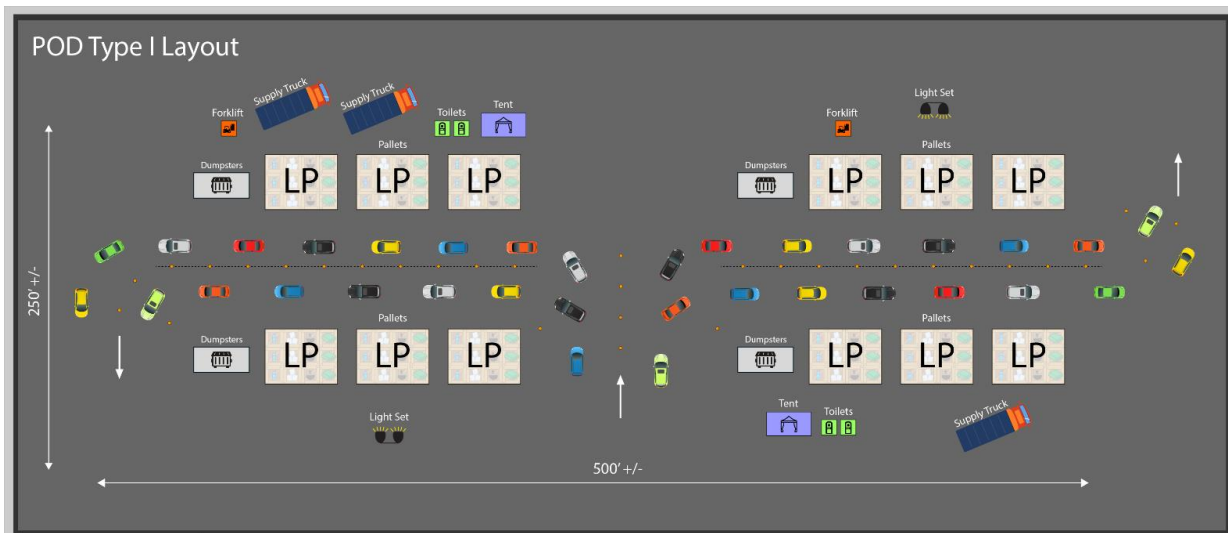 POD Type I Layout
Supply Truck
Supply Truck
Forklift
Toilets
Tent
Forklift
Light Set
Dumpsters
Pallets
Dumpsters
Pallets
LP LP LP LP LP LP
250' +/-
Dumpsters
Pallets
Dumpsters
Pallets
LP LP LP LP LP LP
Light Set
Tent
Toilets
Supply Truck
500' +/-